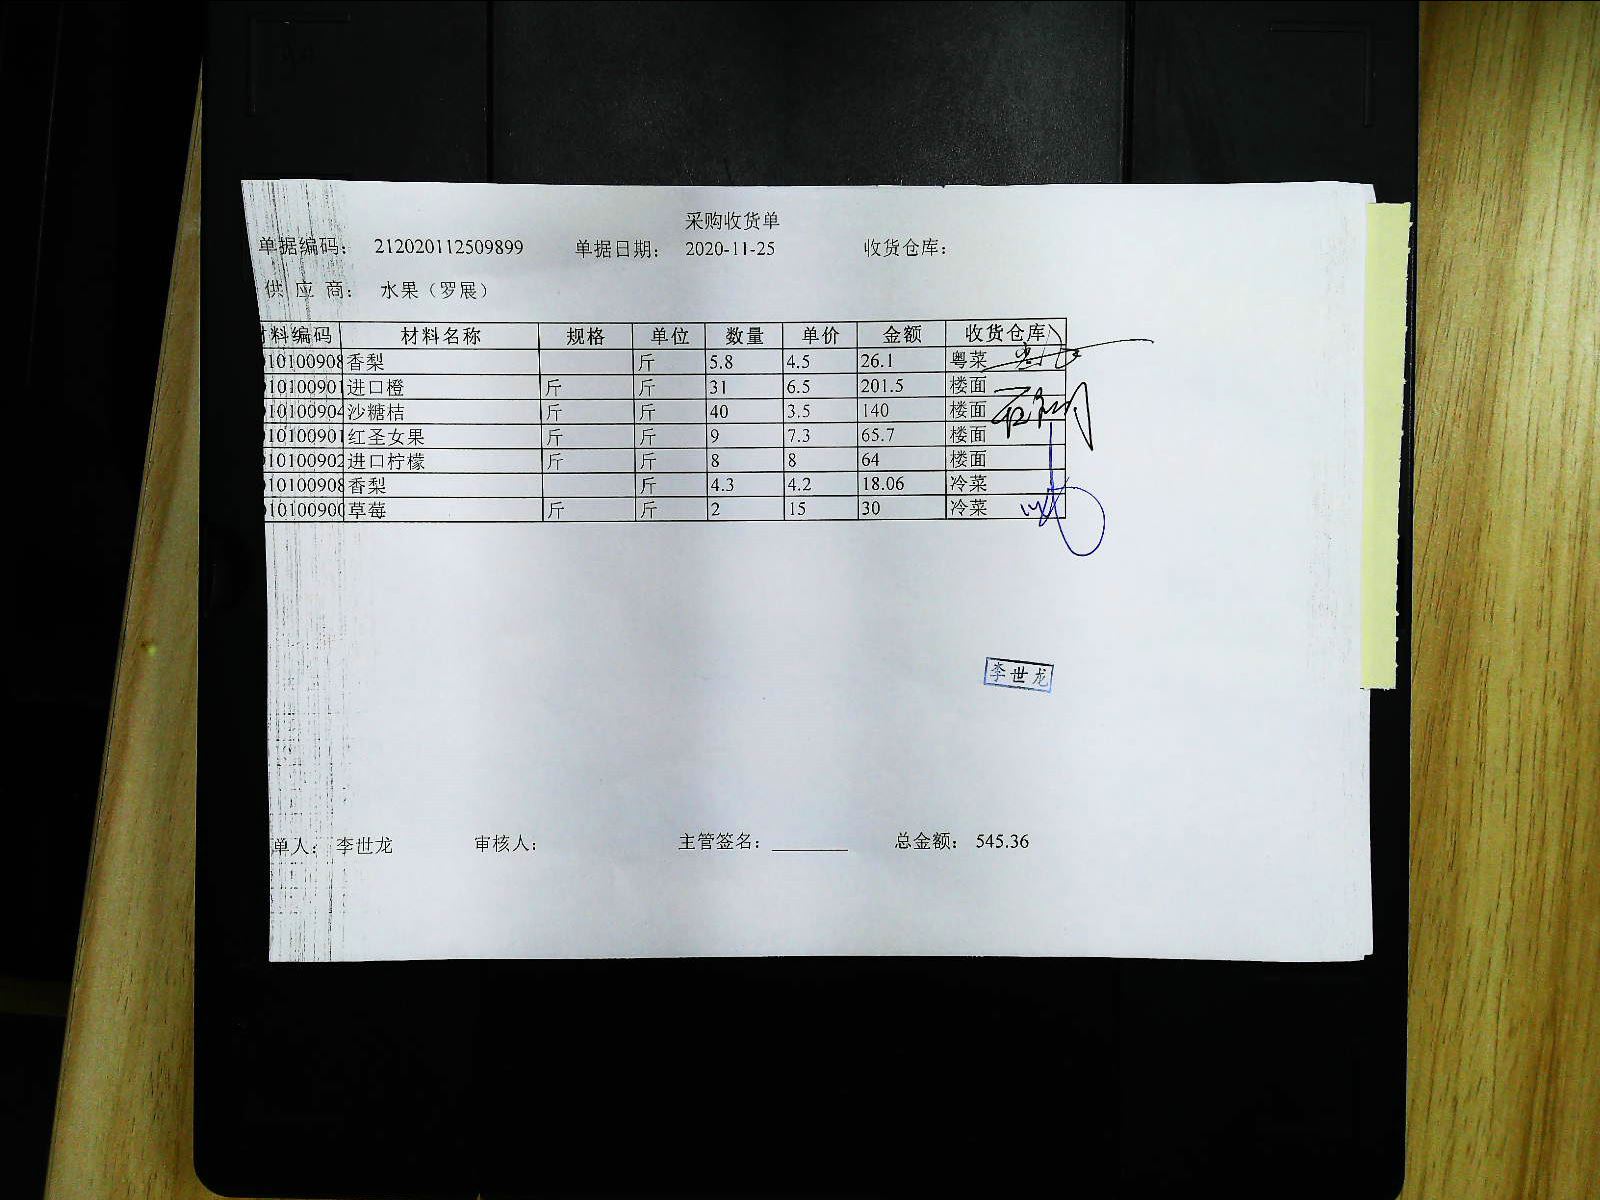 采购收货单
单据编码： 212020112509899 单据日期： 2020-11-25 收货仓库：
供 应 商： 水果（罗展）
材料编码 材料名称 规格 单位 数量 单价 金额 收货仓库
010100908 香梨 斤 5.8 4.5 26.1 粤菜
010100901 进口橙 斤 斤 31 6.5 201.5 楼面
010100904 沙糖桔 斤 斤 40 3.5 140 楼面
010100901 红圣女果 斤 斤 9 7.3 65.7 楼面
010100902 进口柠檬 斤 斤 8 8 64 楼面
010100908 香梨 斤 4.3 4.2 18.06 冷菜
010100900 草莓 斤 斤 2 15 30 冷菜
李世龙
单人： 李世龙 审核人： 主管签名： 总金额： 545.36